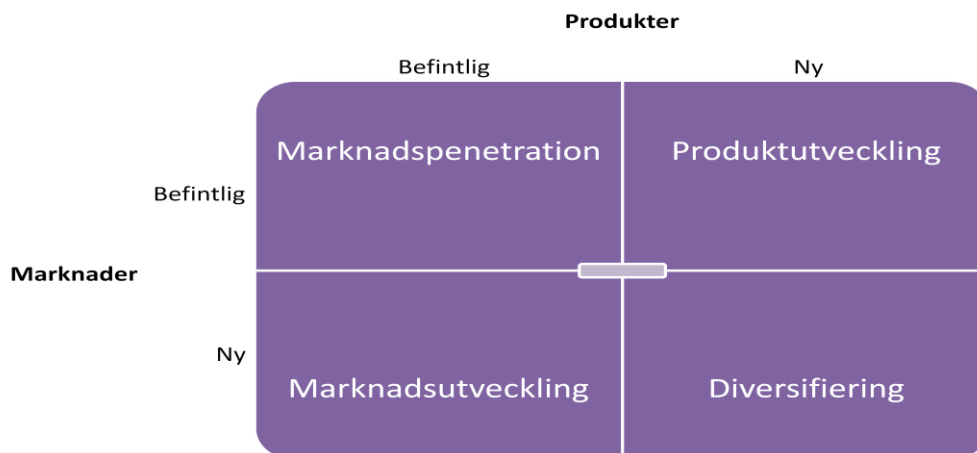 Produkter
Befintlig Ny
Marknadspenetration Produktutveckling
Befintlig
Marknader
Ny
Marknadsutveckling Diversifiering